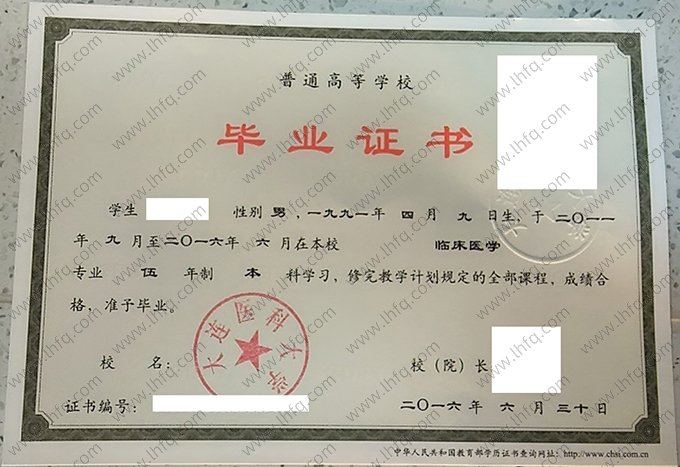 普通高等学校
毕业证书
学生 性别 男,一九九一年 四 月 九 日生,于 二〇一一
年 九 月至二〇一六年 六 月在本校 临床医学
专业 伍 年制 本 科学习,修完教学计划规定的全部课程,成绩合
格,准予毕业。
大连医科大学
校 名: 校(院)长
证书编号: 二〇一六年 六 月 三十日
中华人民共和国教育部学历证书查询网址:http://www.chsi.com.cn
www.lhfq.com